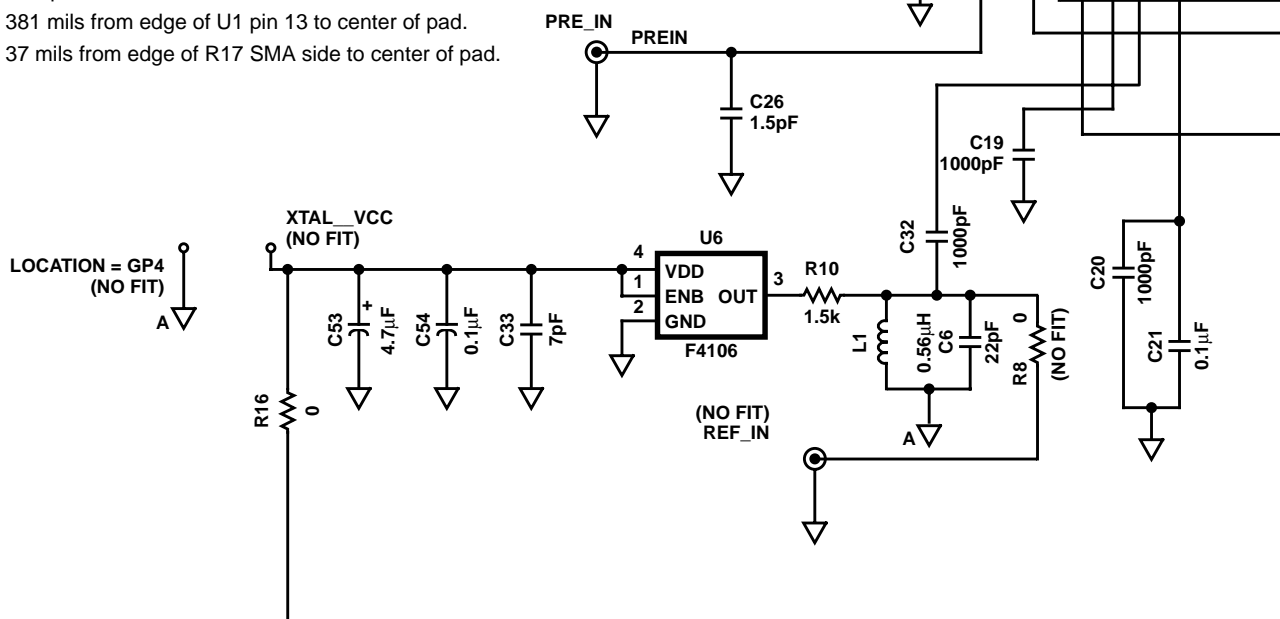 381 mils from edge of U1 pin 13 to center of pad.
37 mils from edge of R17 SMA side to center of pad.
PRE_IN
PREIN
C26
1.5pF
C19
1000pF
XTAL__VCC
(NO FIT)
LOCATION = GP4
(NO FIT)
A
C53
+
4.7µF
C54
0.1µF
C33
7pF
R16
0
U6
4
VDD
1
ENB
OUT
3
2
GND
F4106
R10
1.5k
C32
1000pF
L1
0.56µH
C6
22pF
R8
0
(NO FIT)
A
(NO FIT)
REF_IN
C20
1000pF
C21
0.1µF